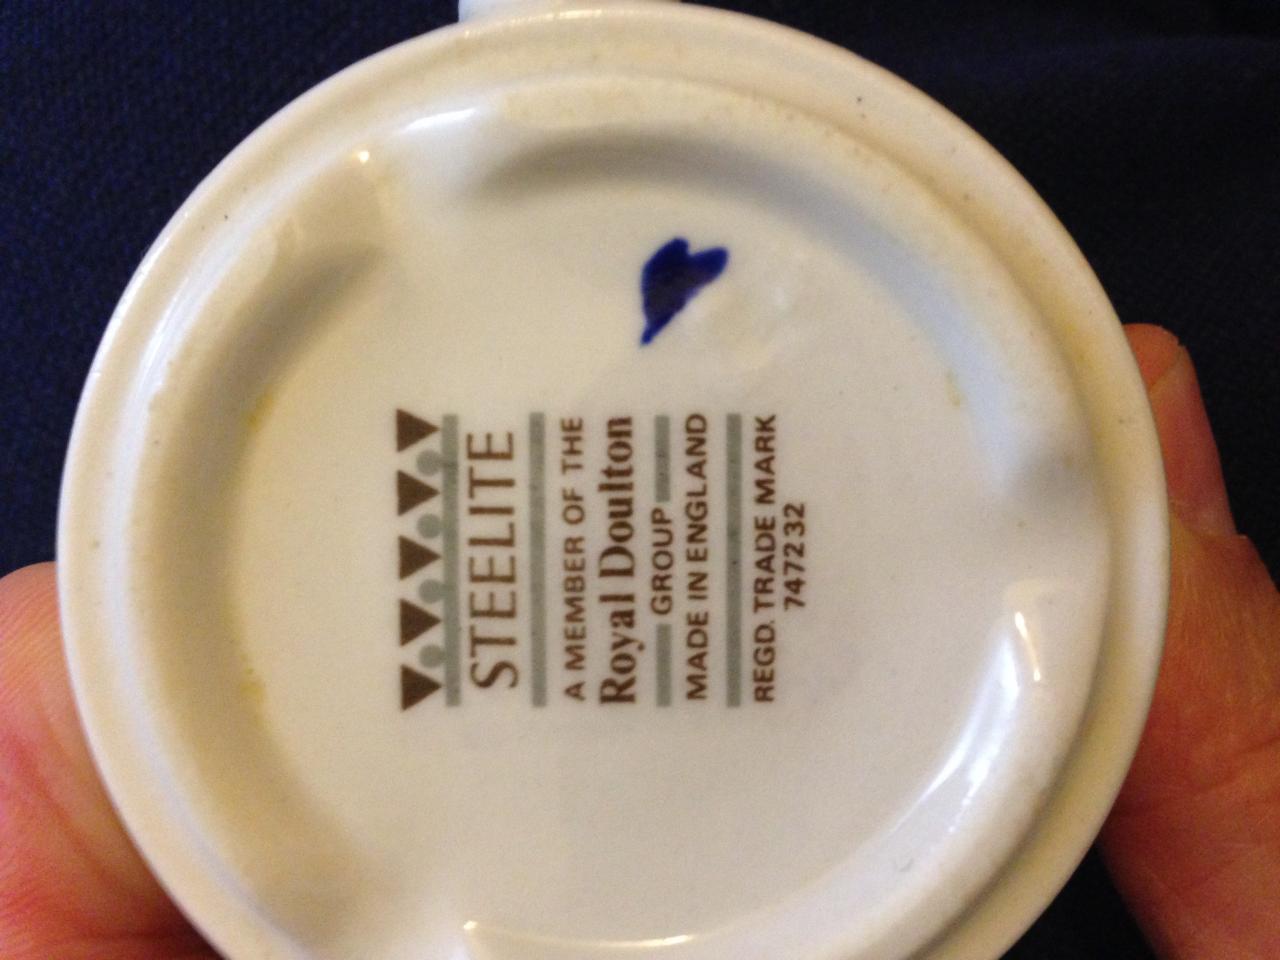 STEELITE
A MEMBER OF THE
Royal Doulton
GROUP
MADE IN ENGLAND
REGD. TRADE MARK
747232